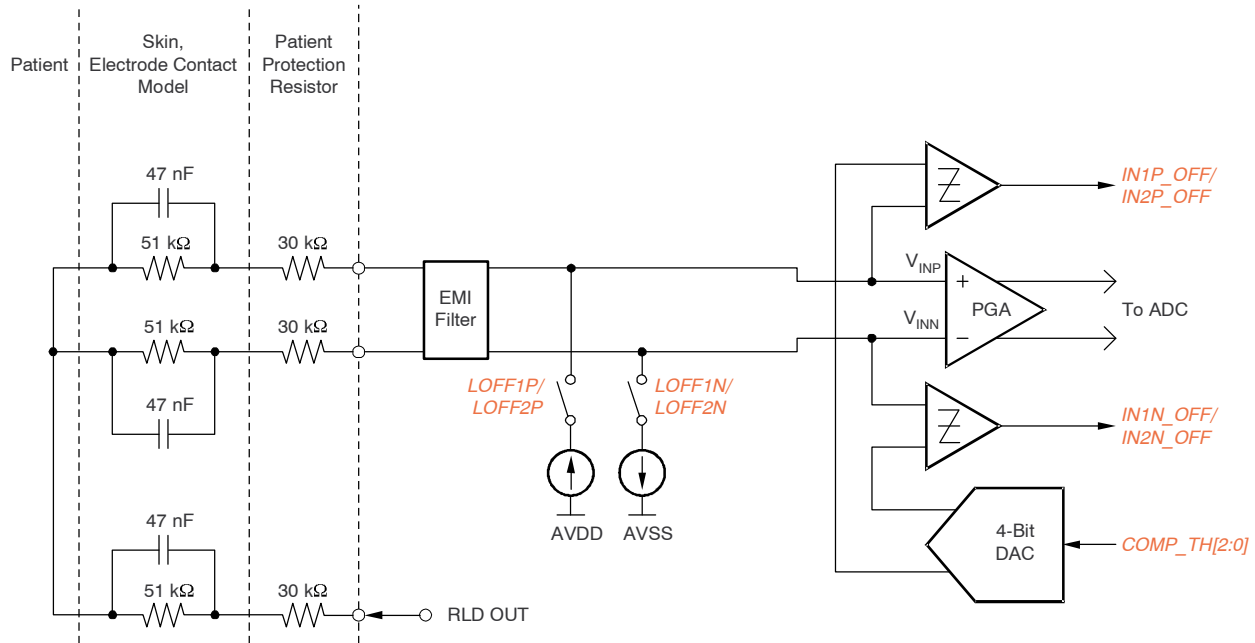 Patient
Skin,
Electrode Contact
Model
Patient
Protection
Resistor
47 nF
51 kΩ
30 kΩ
51 kΩ
30 kΩ
47 nF
47 nF
51 kΩ
30 kΩ
RLD OUT
EMI
Filter
LOFF1P/
LOFF2P
LOFF1N/
LOFF2N
AVDD
AVSS
IN1P_OFF/
IN2P_OFF
VINP
+
PGA
To ADC
VINN
−
IN1N_OFF/
IN2N_OFF
4-Bit
DAC
COMP_TH[2:0]